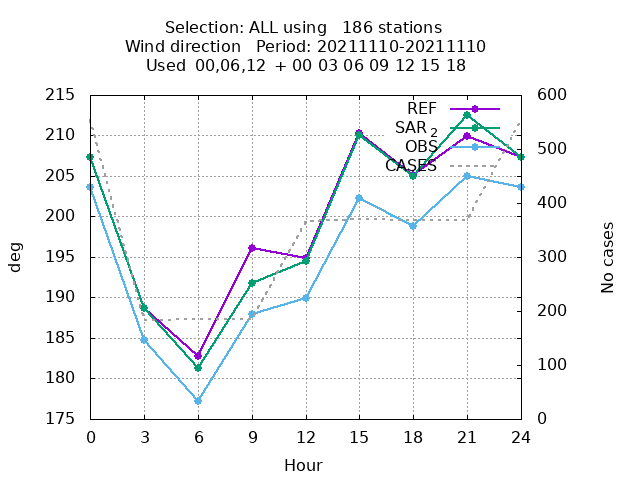 Selection: ALL using   186 stations
Wind direction   Period: 20211110-20211110
Used  00,06,12  + 00 03 06 09 12 15 18
215 600
REF
SAR 2
210 500
OBS
CASES
205
200 400
195 300
190
185 200
180 100
175 0
deg
No cases
0 3 6 9 12 15 18 21 24
Hour